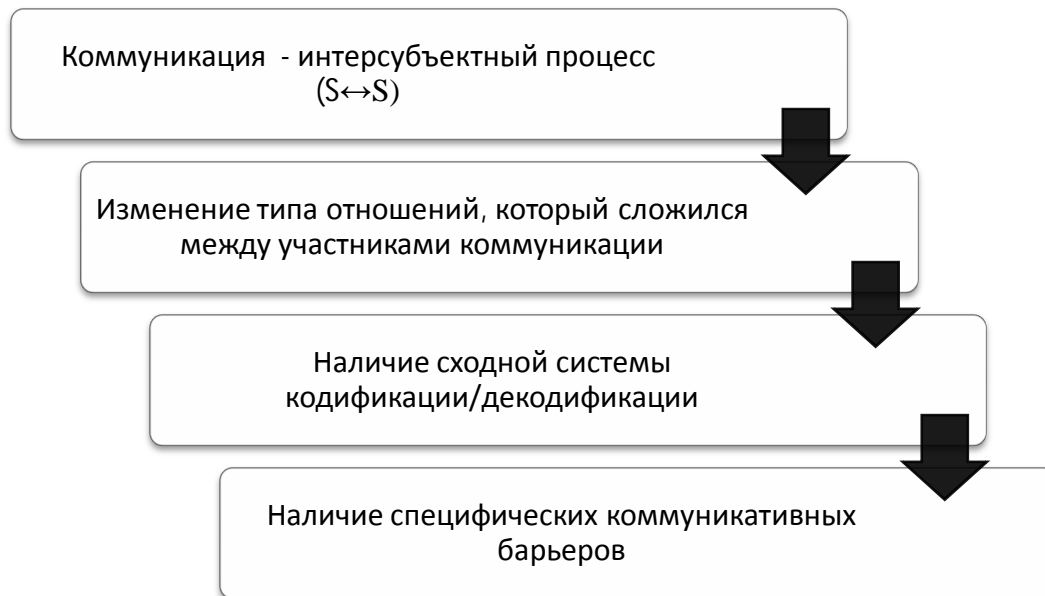 Коммуникация - интерсубъектный процесс
(S↔S)
Изменение типа отношений, который сложился
между участниками коммуникации
Наличие сходной системы
кодификации/декодификации
Наличие специфических коммуникативных
барьеров